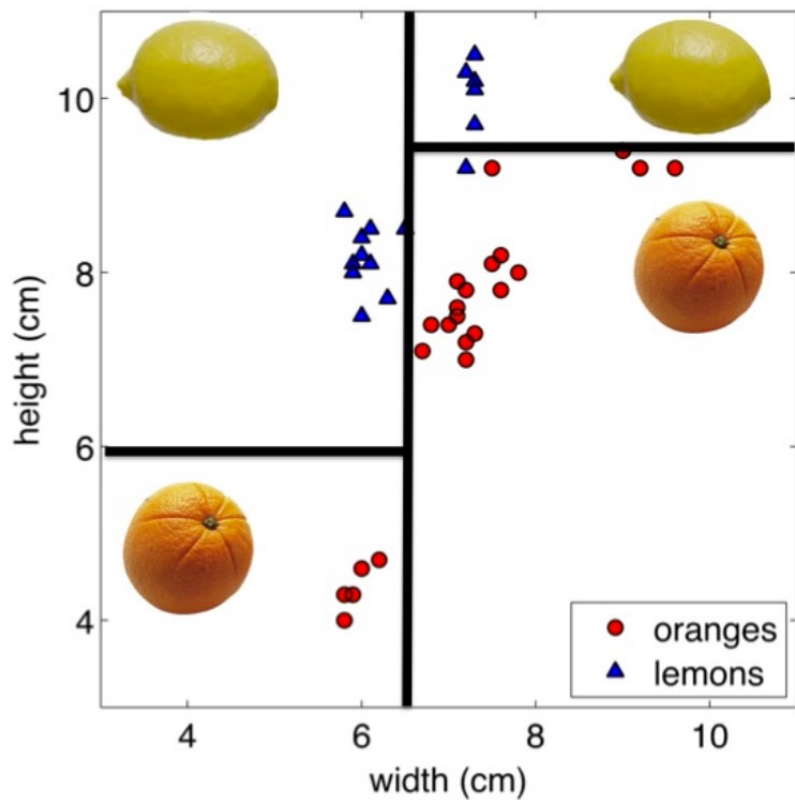 10
8
6
4
height (cm)
oranges
lemons
4 6 8 10
width (cm)